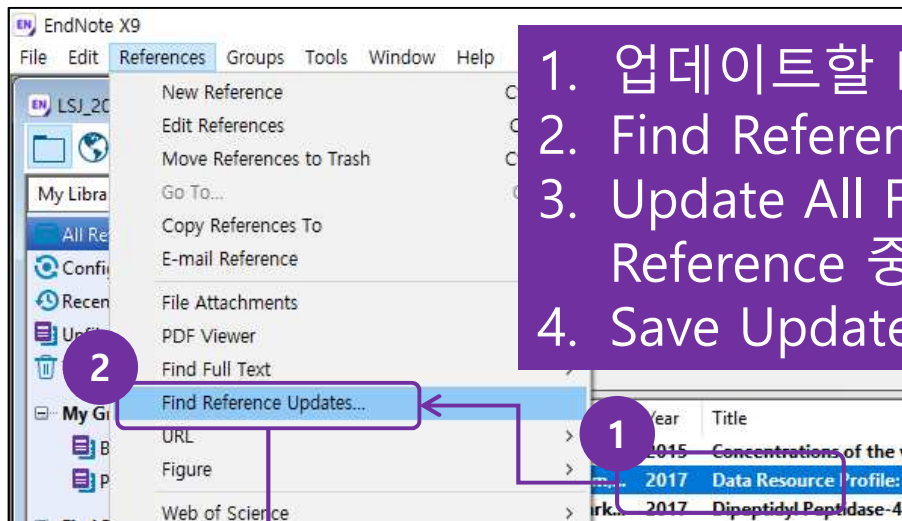 EndNote X9
File Edit References Groups Tools Window Help
1. 업데이트할
2. Find Referen
3. Update All
Reference
4. Save Update
LSJ_20
New Reference
Edit References
Move References to Trash
My Libra
Go To...
All Re
Copy References To
Confi
E-mail Reference
Recen
File Attachments
Unfi
PDF Viewer
2
Find Full Text >
My G
Find Reference Updates...
URL >
1
Year Title
B
2015 Concentrations of the
P
Figure >
m,... 2017 Data Resource Profile:
Web of Science >
rk... 2017 Dipeptidyl Peptidase-4